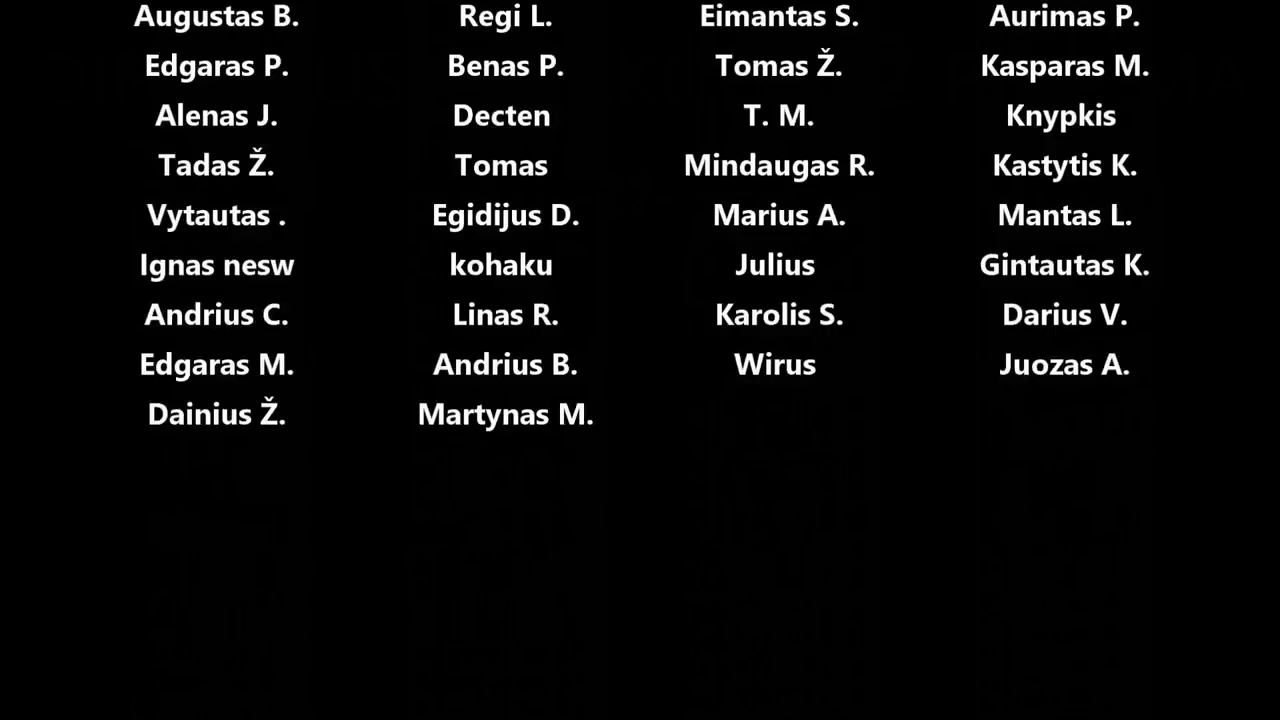 Augustas B. Regi L. Eimantas S. Aurimas P.
Edgaras P. Benas P. Tomas Ž. Kasparas M.
Alenas J. Decten T. M. Knypkis
Tadas Ž. Tomas Mindaugas R. Kastytis K.
Vytautas . Egidijus D. Marius A. Mantas L.
Ignas nesw kohaku Julius Gintautas K.
Andrius C. Linas R. Karolis S. Darius V.
Edgaras M. Andrius B. Wirus Juozas A.
Dainius Ž. Martynas M.